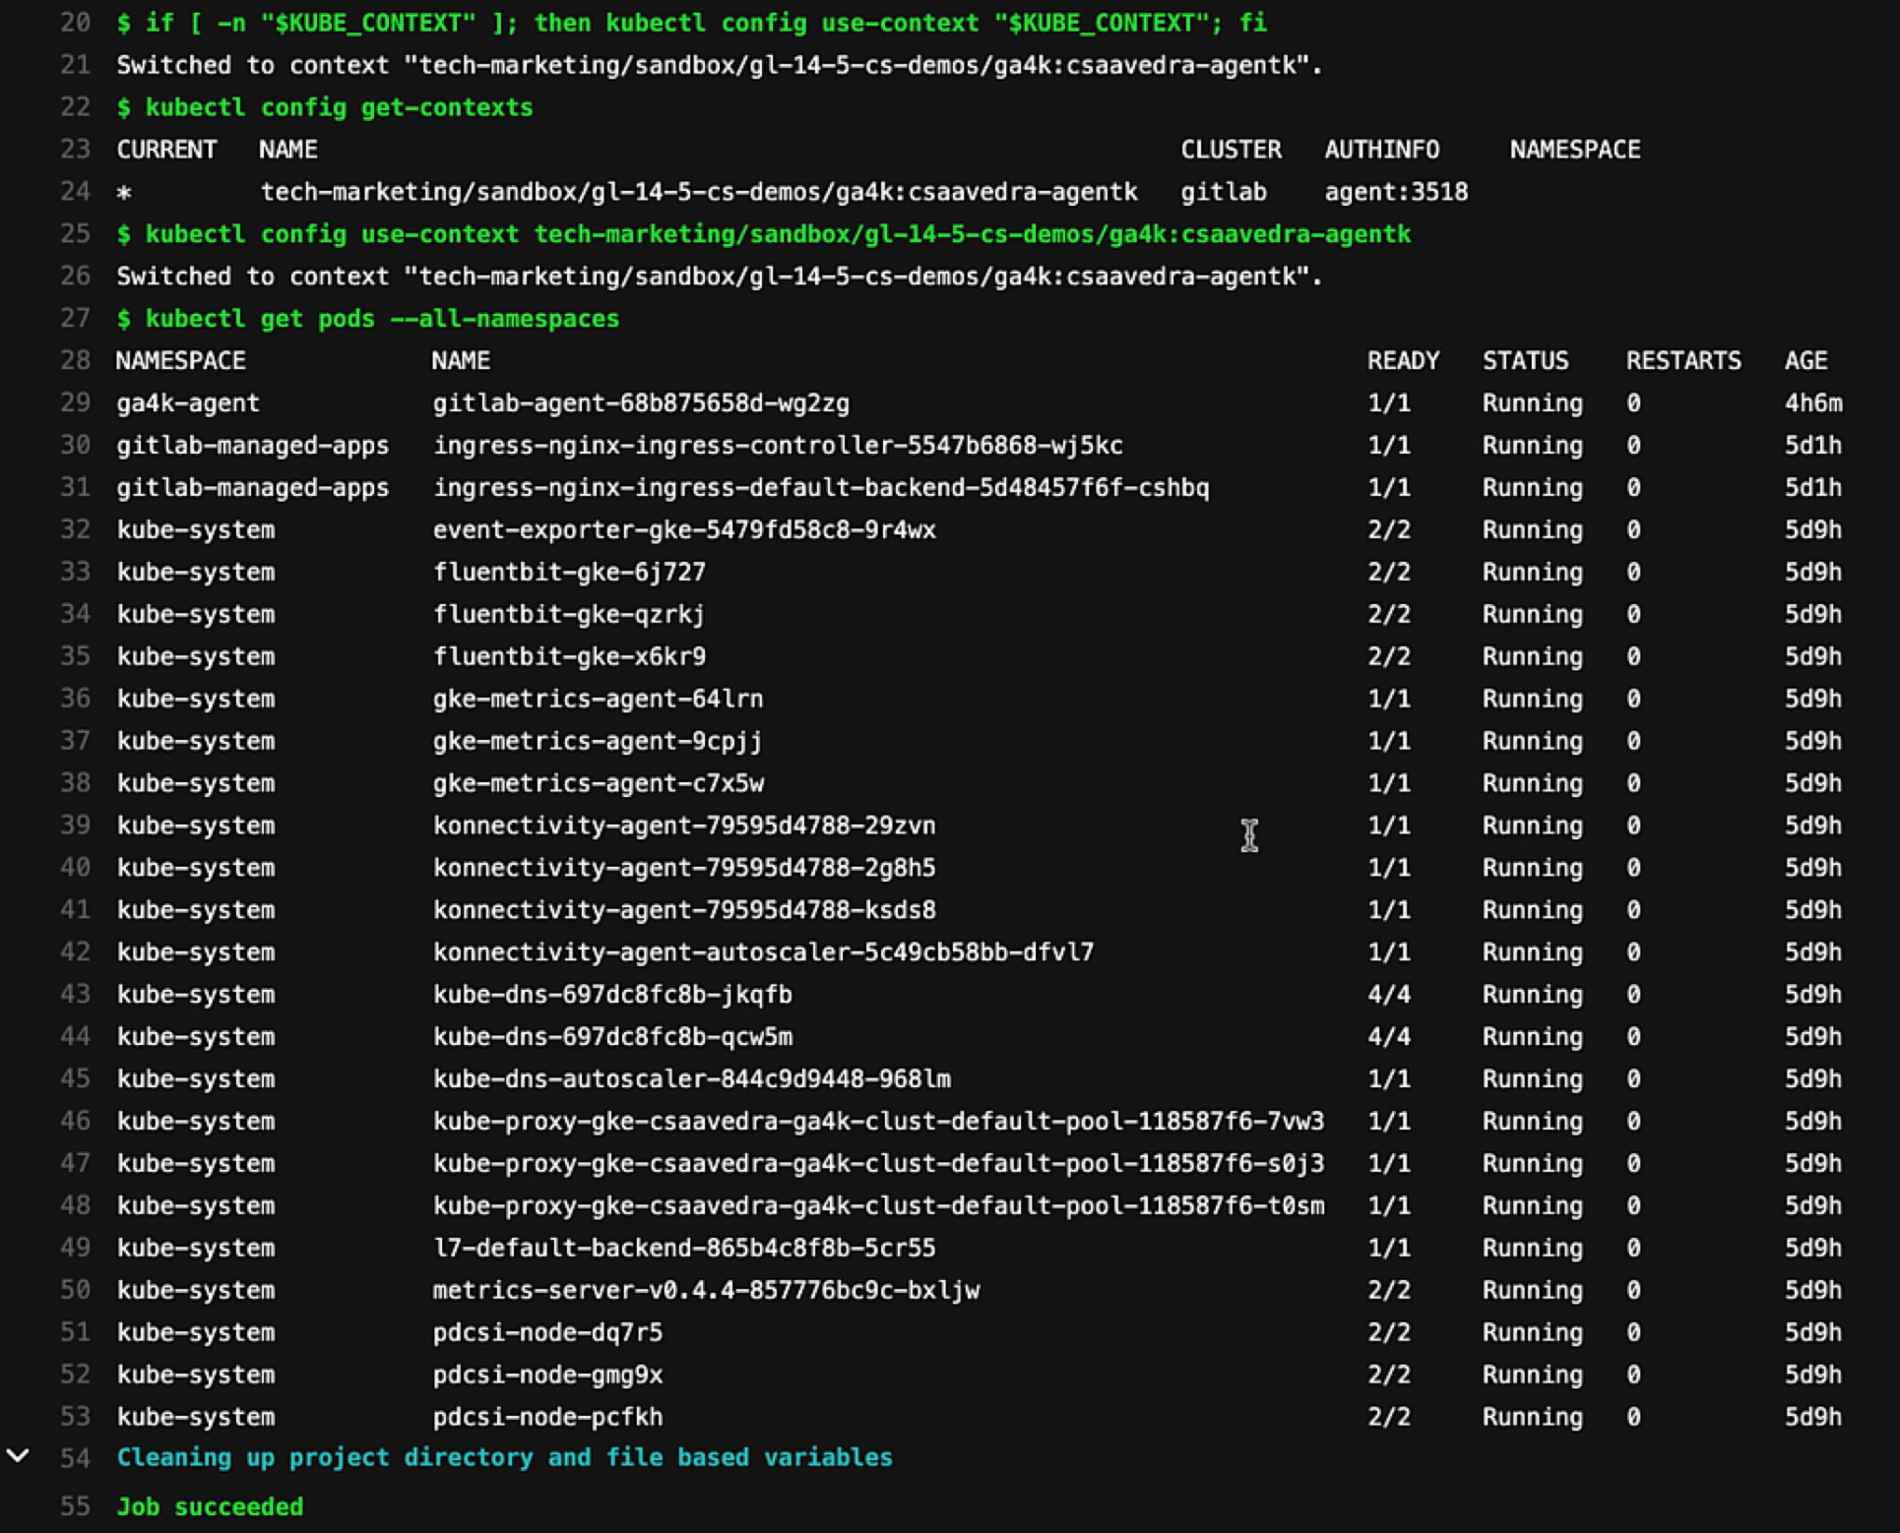 20 $ if [ -n "$KUBE_CONTEXT" ]; then kubectl config use-context "$KUBE_CONTEXT"; fi
21 Switched to context "tech-marketing/sandbox/gl-14-5-cs-demos/ga4k:csaavedra-agentk".
22 $ kubectl config get-contexts
23 CURRENT NAME CLUSTER AUTHINFO NAMESPACE
24 * tech-marketing/sandbox/gl-14-5-cs-demos/ga4k:csaavedra-agentk gitlab agent:3518
25 $ kubectl config use-context tech-marketing/sandbox/gl-14-5-cs-demos/ga4k:csaavedra-agentk
26 Switched to context "tech-marketing/sandbox/gl-14-5-cs-demos/ga4k:csaavedra-agentk".
27 $ kubectl get pods --all-namespaces
28 NAMESPACE NAME READY STATUS RESTARTS AGE
29 ga4k-agent gitlab-agent-68b875658d-wg2zg 1/1 Running 0 4h6m
30 gitlab-managed-apps ingress-nginx-ingress-controller-5547b6868-wj5kc 1/1 Running 0 5d1h
31 gitlab-managed-apps ingress-nginx-ingress-default-backend-5d48457f6f-cshbq 1/1 Running 0 5d1h
32 kube-system event-exporter-gke-5479fd58c8-9r4wx 2/2 Running 0 5d9h
33 kube-system fluentbit-gke-6j727 2/2 Running 0 5d9h
34 kube-system fluentbit-gke-qzrkj 2/2 Running 0 5d9h
35 kube-system fluentbit-gke-x6kr9 2/2 Running 0 5d9h
36 kube-system gke-metrics-agent-64lrn 1/1 Running 0 5d9h
37 kube-system gke-metrics-agent-9cpjj 1/1 Running 0 5d9h
38 kube-system gke-metrics-agent-c7x5w 1/1 Running 0 5d9h
39 kube-system konnectivity-agent-79595d4788-29zvn 1/1 Running 0 5d9h
40 kube-system konnectivity-agent-79595d4788-2g8h5 1/1 Running 0 5d9h
41 kube-system konnectivity-agent-79595d4788-ksds8 1/1 Running 0 5d9h
42 kube-system konnectivity-agent-autoscaler-5c49cb58bb-dfvl7 1/1 Running 0 5d9h
43 kube-system kube-dns-697dc8fc8b-jkqfb 4/4 Running 0 5d9h
44 kube-system kube-dns-697dc8fc8b-qcw5m 4/4 Running 0 5d9h
45 kube-system kube-dns-autoscaler-844c9d9448-968lm 1/1 Running 0 5d9h
46 kube-system kube-proxy-gke-csaavedra-ga4k-clust-default-pool-118587f6-7vw3 1/1 Running 0 5d9h
47 kube-system kube-proxy-gke-csaavedra-ga4k-clust-default-pool-118587f6-s0j3 1/1 Running 0 5d9h
48 kube-system kube-proxy-gke-csaavedra-ga4k-clust-default-pool-118587f6-t0sm 1/1 Running 0 5d9h
49 kube-system l7-default-backend-865b4c8f8b-5cr55 1/1 Running 0 5d9h
50 kube-system metrics-server-v0.4.4-857776bc9c-bxljw 2/2 Running 0 5d9h
51 kube-system pdcsi-node-dq7r5 2/2 Running 0 5d9h
52 kube-system pdcsi-node-gmg9x 2/2 Running 0 5d9h
53 kube-system pdcsi-node-pcfkh 2/2 Running 0 5d9h
54 Cleaning up project directory and file based variables
55 Job succeeded